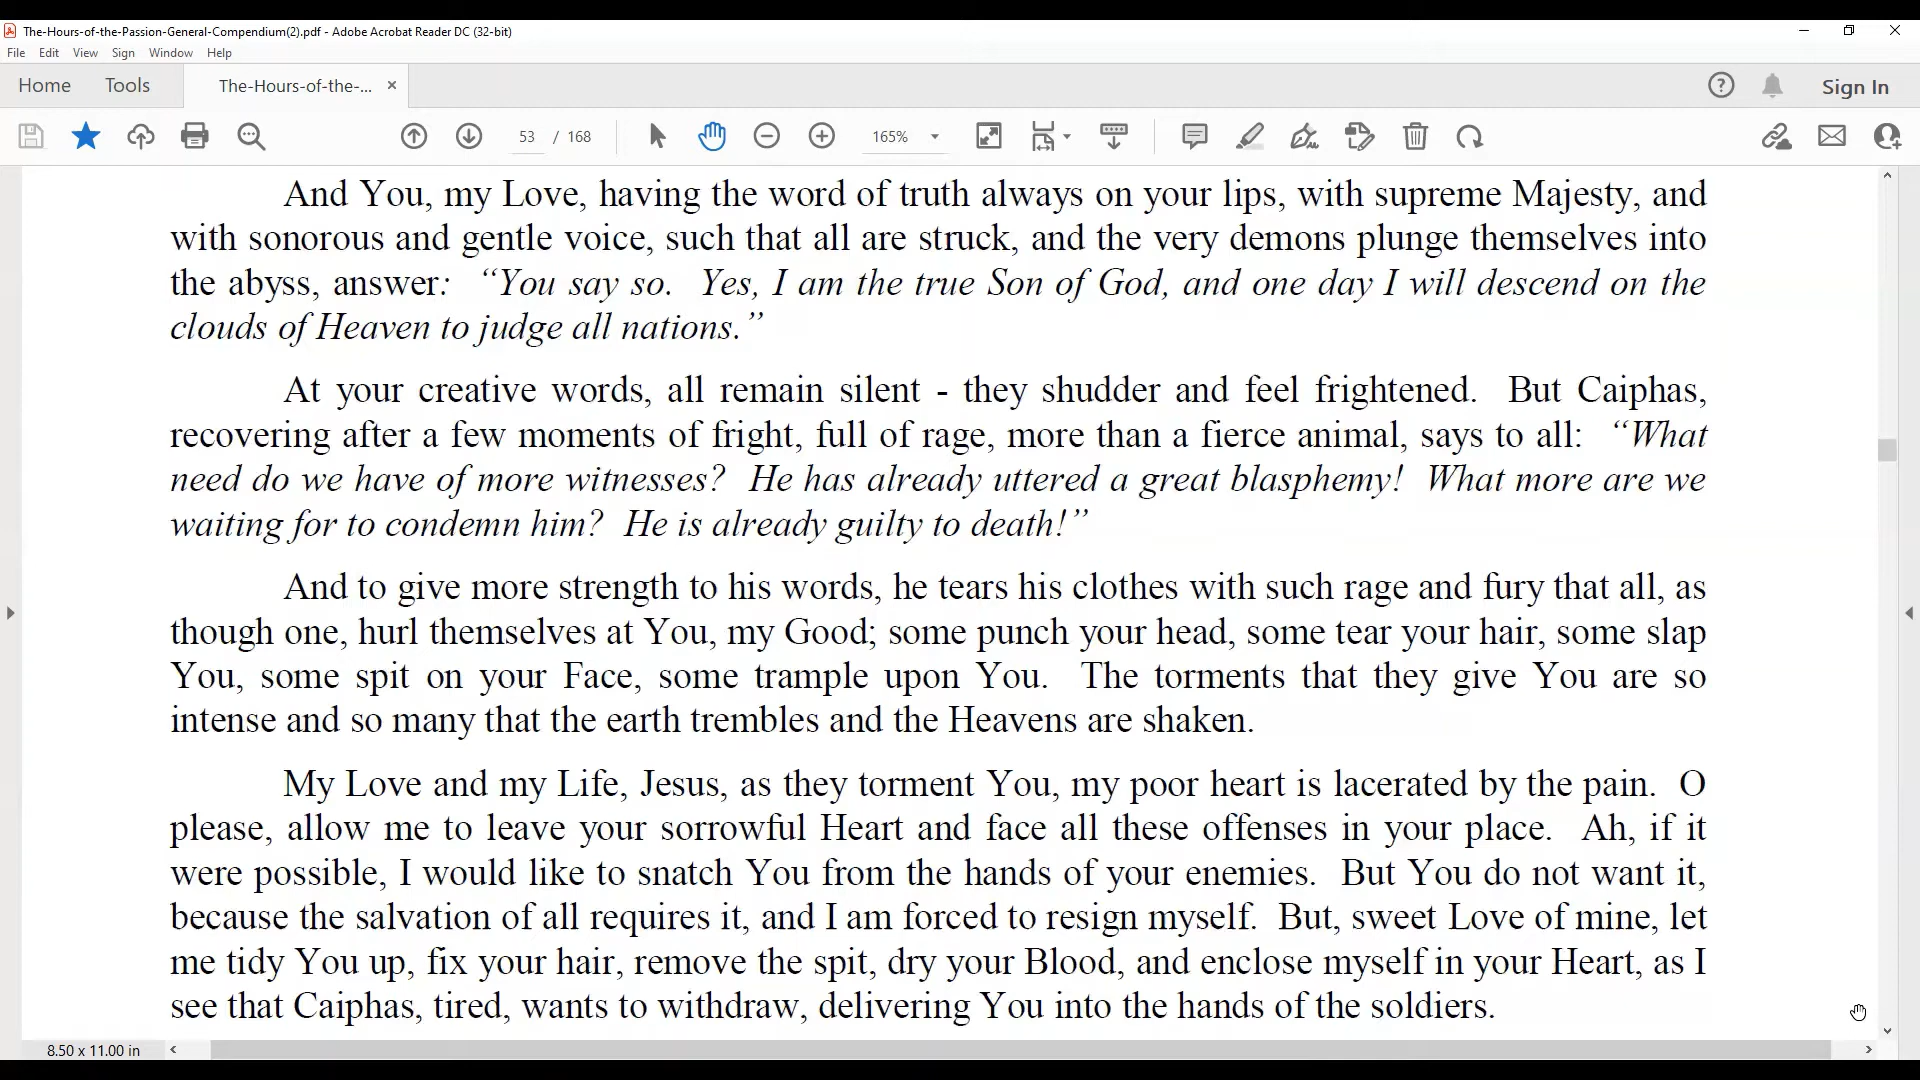 The-Hours-of-the-Passion-General-Compendium(2).pdf - Adobe Acrobat Reader DC (32-bit)
File Edit View Sign Window Help
Home Tools The-Hours-of-the-... × Sign In
53 / 168 165%
And You, my Love, having the word of truth always on your lips, with supreme Majesty, and
with sonorous and gentle voice, such that all are struck, and the very demons plunge themselves into
the abyss, answer: “You say so. Yes, I am the true Son of God, and one day I will descend on the
clouds of Heaven to judge all nations.”
At your creative words, all remain silent - they shudder and feel frightened. But Caiphas,
recovering after a few moments of fright, full of rage, more than a fierce animal, says to all: “What
need do we have of more witnesses? He has already uttered a great blasphemy! What more are we
waiting for to condemn him? He is already guilty to death!”
And to give more strength to his words, he tears his clothes with such rage and fury that all, as
though one, hurl themselves at You, my Good; some punch your head, some tear your hair, some slap
You, some spit on your Face, some trample upon You. The torments that they give You are so
intense and so many that the earth trembles and the Heavens are shaken.
My Love and my Life, Jesus, as they torment You, my poor heart is lacerated by the pain. O
please, allow me to leave your sorrowful Heart and face all these offenses in your place. Ah, if it
were possible, I would like to snatch You from the hands of your enemies. But You do not want it,
because the salvation of all requires it, and I am forced to resign myself. But, sweet Love of mine, let
me tidy You up, fix your hair, remove the spit, dry your Blood, and enclose myself in your Heart, as I
see that Caiphas, tired, wants to withdraw, delivering You into the hands of the soldiers.
8.50 x 11.00 in